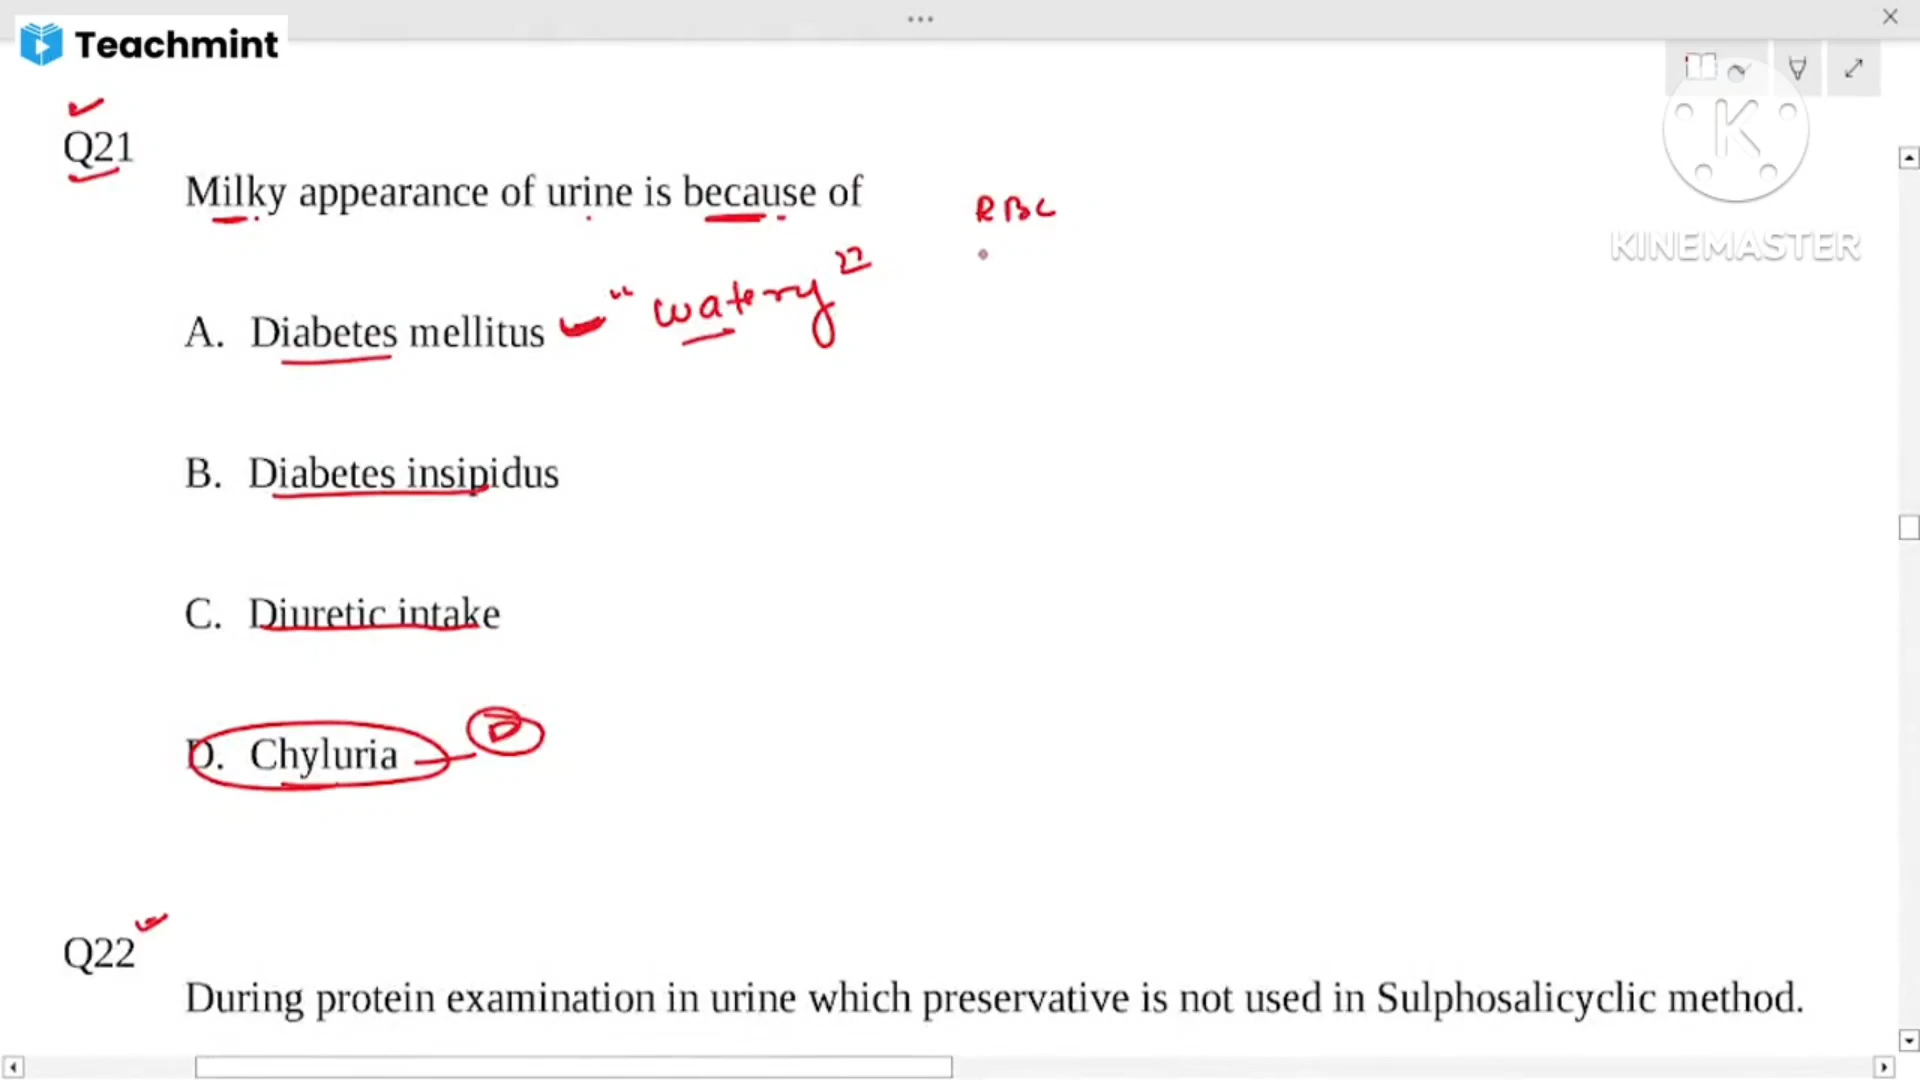 Teachmint
Q21
Milky appearance of urine is because of
RBC
KINEMASTER
A. Diabetes mellitus "watery"
B. Diabetes insipidus
C. Diuretic intake
D. Chyluria D
Q22
During protein examination in urine which preservative is not used in Sulphosalicyclic method.